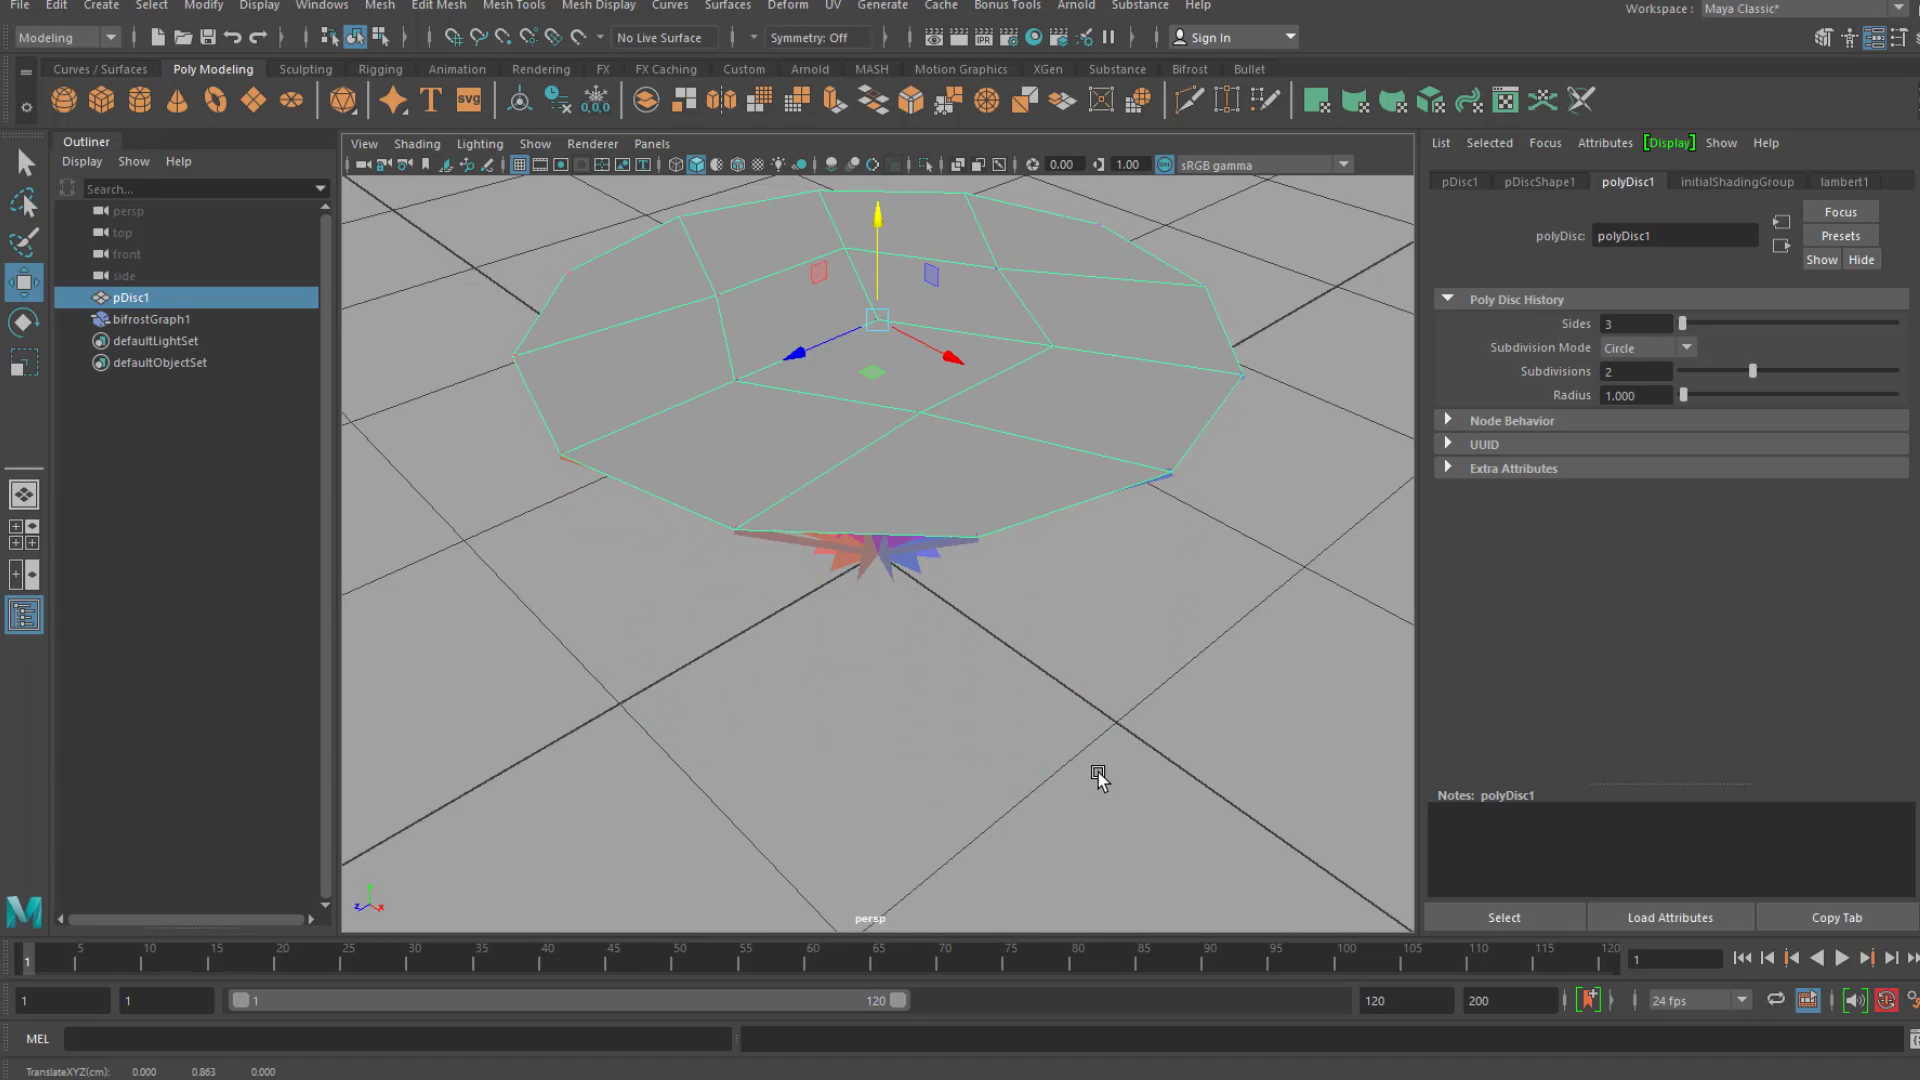 File Edit Create Select Modify Display Windows Mesh Edit Mesh Mesh Tools Mesh Display Curves Surfaces Deform UV Generate Cache Bonus Tools Arnold Substance Help
Workspace : Maya Classic*
Modeling No Live Surface Symmetry: Off Sign In
Curves / Surfaces Poly Modeling Sculpting Rigging Animation Rendering FX FX Caching Custom Arnold MASH Motion Graphics XGen Substance Bifrost Bullet
T SVG 0,0,0 IPR
Outliner
Display Show Help
Search...
persp
top
front
side
pDisc1
bifrostGraph1
defaultLightSet
defaultObjectSet
View Shading Lighting Show Renderer Panels
0.00 1.00 ON sRGB gamma
z x
persp
List Selected Focus Attributes [Display] Show Help
pDisc1 pDiscShape1 polyDisc1 initialShadingGroup lambert1
Focus
polyDisc: polyDisc1 Presets
Show Hide
Poly Disc History
Sides 3
Subdivision Mode Circle
Subdivisions 2
Radius 1.000
Node Behavior
UUID
Extra Attributes
Notes: polyDisc1
Select Load Attributes Copy Tab
5 10 15 20 25 30 35 40 45 50 55 60 65 70 75 80 85 90 95 100 105 110 115 120
1 1
1 1 1 120 120 200 24 fps
MEL
TranslateXYZ(cm): 0.000 0.863 0.000